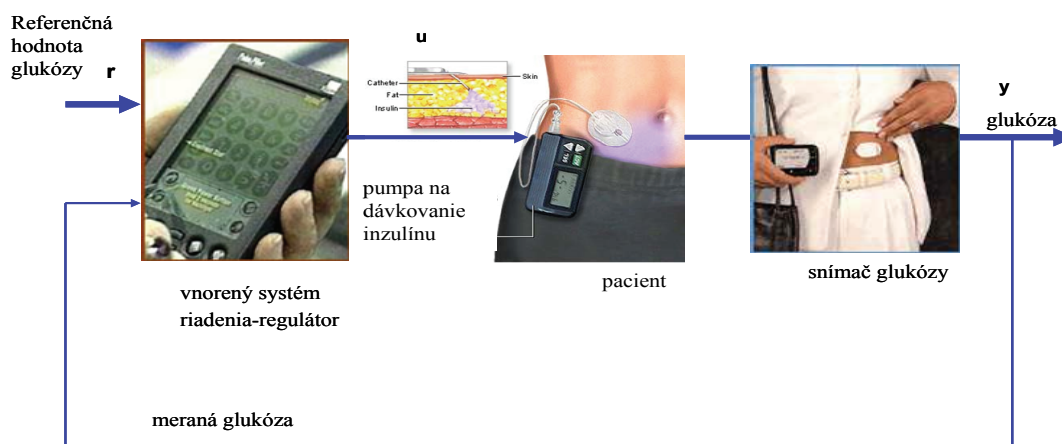 Referenčná
hodnota
glukózy
r
u
Catheter
Skin
Fat
Insulin
y
glukóza
pumpa na
dávkovanie
inzulínu
pacient
snímač glukózy
vnorený systém
riadenia-regulátor
meraná glukóza